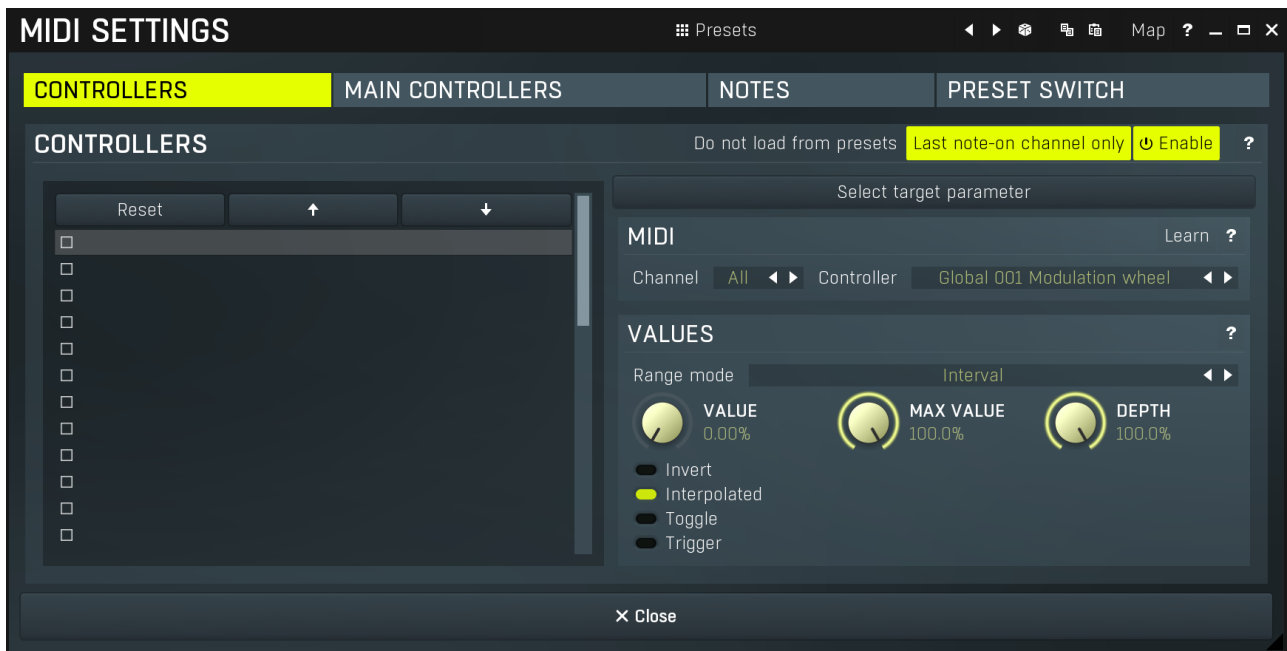 MIDI SETTINGS Presets Map ?
CONTROLLERS MAIN CONTROLLERS NOTES PRESET SWITCH
CONTROLLERS Do not load from presets Last note-on channel only Enable ?
Select target parameter
Reset
MIDI Learn ?
Channel All Controller Global 001 Modulation wheel
VALUES ?
Range mode Interval
VALUE MAX VALUE DEPTH
0.00% 100.0% 100.0%
Invert
Interpolated
Toggle
Trigger
Close